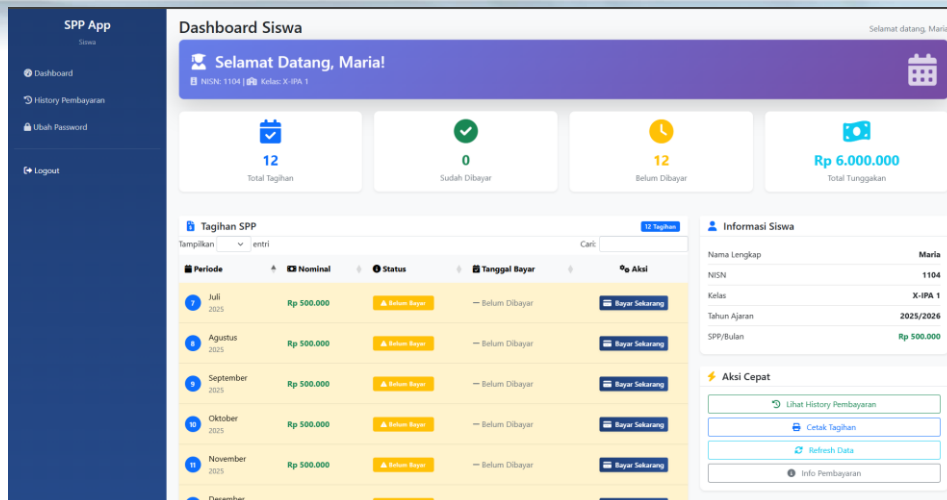 SPP App
Siswa
Dashboard
History Pembayaran
Ubah Password
Logout
Dashboard Siswa
Selamat datang, Maria
Selamat Datang, Maria!
NISN: 1104 | Kelas: X-IPA 1
12
Total Tagihan
0
Sudah Dibayar
12
Belum Dibayar
Rp 6.000.000
Total Tunggakan
Tagihan SPP
12 Tagihan
Tampilkan entri
Cari:
Periode Nominal Status Tanggal Bayar Aksi
7 Juli 2025 Rp 500.000 Belum Bayar — Belum Dibayar Bayar Sekarang
8 Agustus 2025 Rp 500.000 Belum Bayar — Belum Dibayar Bayar Sekarang
9 September 2025 Rp 500.000 Belum Bayar — Belum Dibayar Bayar Sekarang
10 Oktober 2025 Rp 500.000 Belum Bayar — Belum Dibayar Bayar Sekarang
11 November 2025 Rp 500.000 Belum Bayar — Belum Dibayar Bayar Sekarang
Desember
Informasi Siswa
Nama Lengkap Maria
NISN 1104
Kelas X-IPA 1
Tahun Ajaran 2025/2026
SPP/Bulan Rp 500.000
Aksi Cepat
Lihat History Pembayaran
Cetak Tagihan
Refresh Data
Info Pembayaran